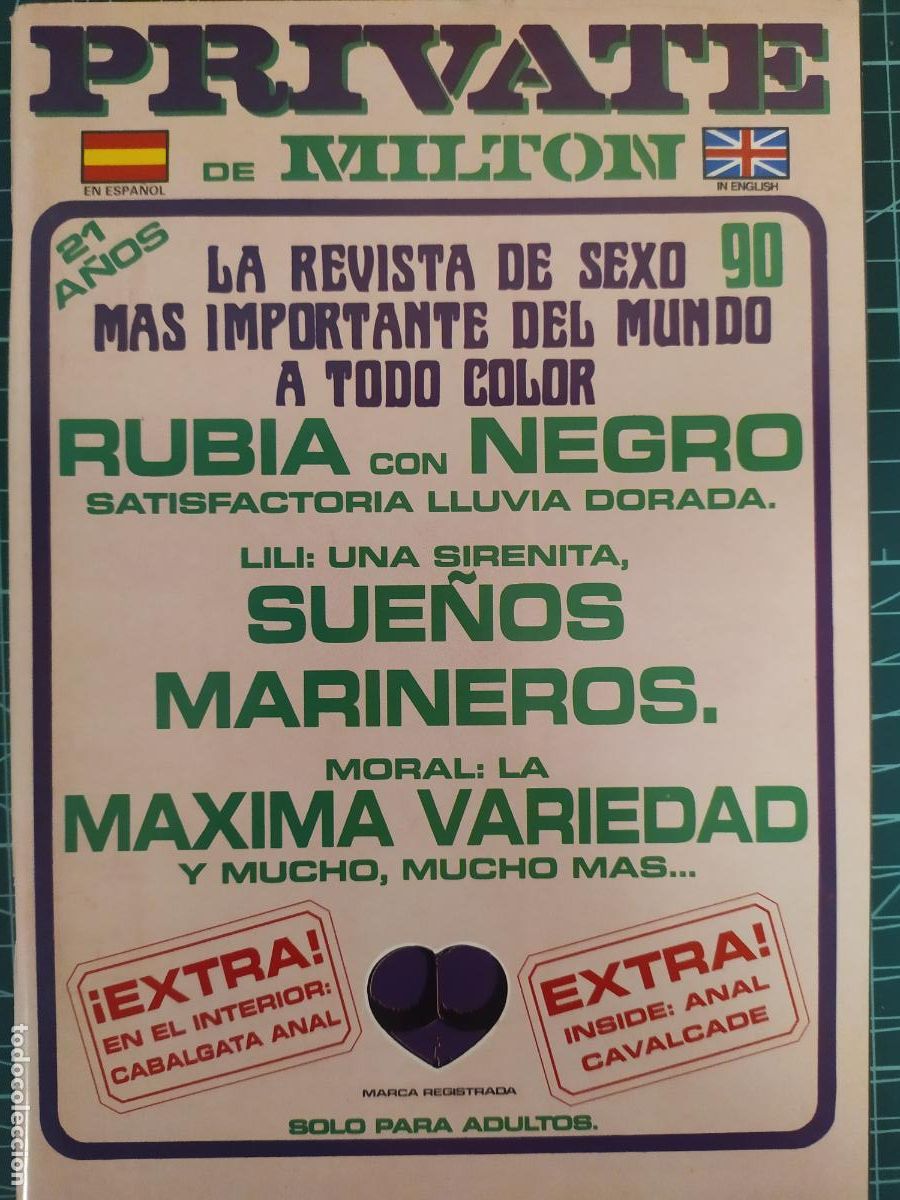 PRIVATE
DE MILTON
EN ESPAÑOL
IN ENGLISH
21 AÑOS
LA REVISTA DE SEXO 90
MAS IMPORTANTE DEL MUNDO
A TODO COLOR
RUBIA CON NEGRO
SATISFACTORIA LLUVIA DORADA.
LILI: UNA SIRENITA,
SUEÑOS
MARINEROS.
MORAL: LA
MAXIMA VARIEDAD
Y MUCHO, MUCHO MAS...
¡EXTRA!
EN EL INTERIOR:
CABALGATA ANAL
EXTRA!
INSIDE: ANAL
CAVALCADE
MARCA REGISTRADA
SOLO PARA ADULTOS.
todocoleccion